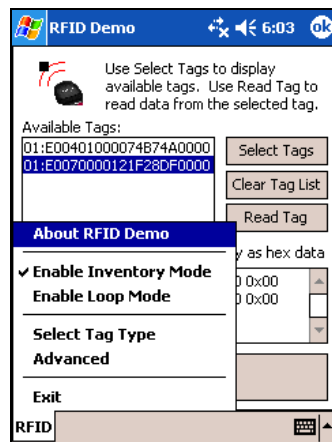 RFID Demo 6:03 ok
Use Select Tags to display
available tags. Use Read Tag to
read data from the selected tag.
Available Tags:
01:E00401000074B74A0000
01:E0070000121F28DF0000
Select Tags
Clear Tag List
Read Tag
About RFID Demo
y as hex data
Enable Inventory Mode
0 0x00
Enable Loop Mode
0 0x00
Select Tag Type
Advanced
Exit
RFID